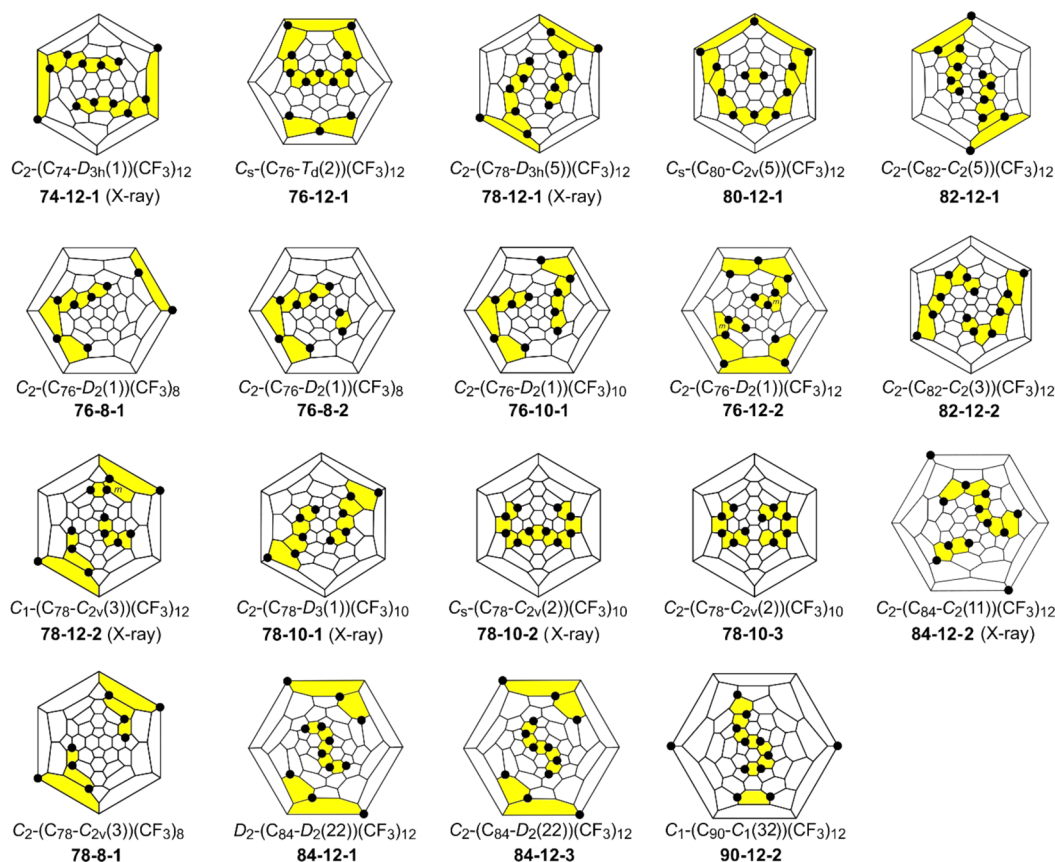 C2-(C74-D3h(1))(CF3)12
74-12-1 (X-ray)
Cs-(C76-Td(2))(CF3)12
76-12-1
C2-(C78-D3h(5))(CF3)12
78-12-1 (X-ray)
Cs-(C80-C2v(5))(CF3)12
80-12-1
C2-(C82-C2(5))(CF3)12
82-12-1
C2-(C76-D2(1))(CF3)8
76-8-1
C2-(C76-D2(1))(CF3)8
76-8-2
C2-(C76-D2(1))(CF3)10
76-10-1
m
m
C2-(C76-D2(1))(CF3)12
76-12-2
C2-(C82-C2(3))(CF3)12
82-12-2
m
C1-(C78-C2v(3))(CF3)12
78-12-2 (X-ray)
C2-(C78-D3(1))(CF3)10
78-10-1 (X-ray)
Cs-(C78-C2v(2))(CF3)10
78-10-2 (X-ray)
C2-(C78-C2v(2))(CF3)10
78-10-3
C2-(C84-C2(11))(CF3)12
84-12-2 (X-ray)
C2-(C78-C2v(3))(CF3)8
78-8-1
D2-(C84-D2(22))(CF3)12
84-12-1
C2-(C84-D2(22))(CF3)12
84-12-3
C1-(C90-C1(32))(CF3)12
90-12-2